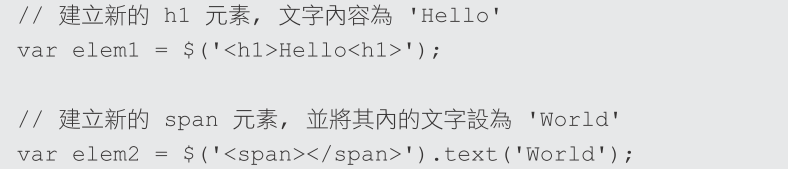 // 建立新的 h1 元素, 文字內容為 'Hello'
var elem1 = $('<h1>Hello<h1>');
// 建立新的 span 元素, 並將其內的文字設為 'World'
var elem2 = $('<span></span>').text('World');